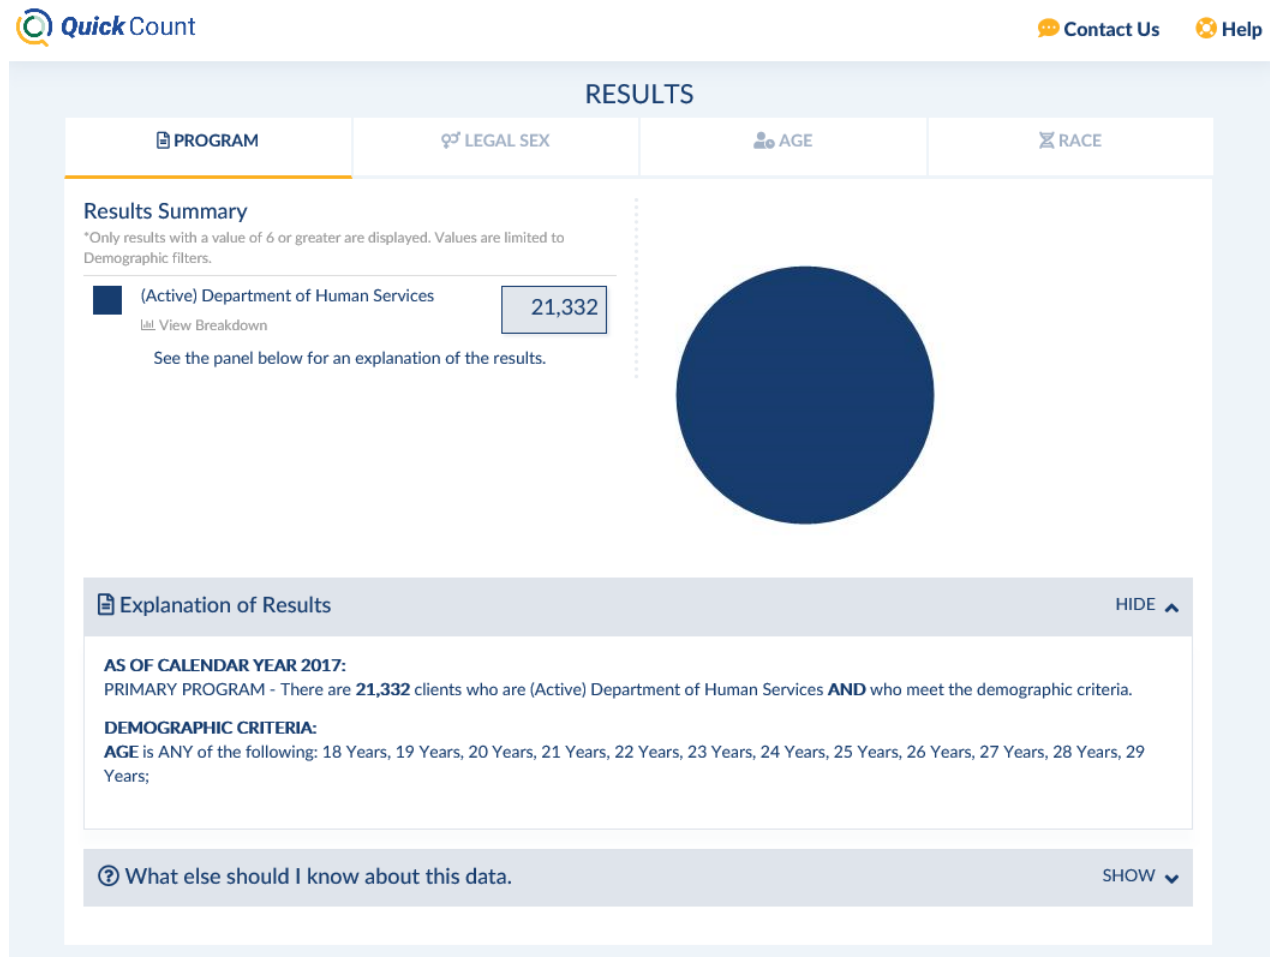 Quick Count
Contact Us
Help
RESULTS
PROGRAM
LEGAL SEX
AGE
RACE
Results Summary
*Only results with a value of 6 or greater are displayed. Values are limited to
Demographic filters.
(Active) Department of Human Services
21,332
View Breakdown
See the panel below for an explanation of the results.
Explanation of Results
HIDE
AS OF CALENDAR YEAR 2017:
PRIMARY PROGRAM - There are 21,332 clients who are (Active) Department of Human Services AND who meet the demographic criteria.
DEMOGRAPHIC CRITERIA:
AGE is ANY of the following: 18 Years, 19 Years, 20 Years, 21 Years, 22 Years, 23 Years, 24 Years, 25 Years, 26 Years, 27 Years, 28 Years, 29
Years;
What else should I know about this data.
SHOW